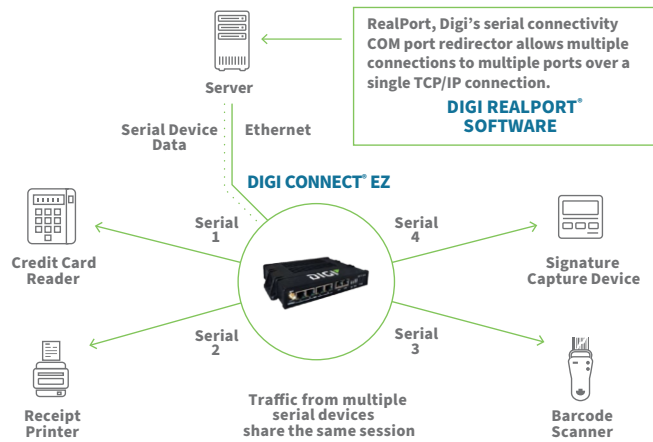 RealPort, Digi's serial connectivity
COM port redirector allows multiple
connections to multiple ports over a
single TCP/IP connection.
DIGI REALPORT®
SOFTWARE
Server
Serial Device
Data
Ethernet
DIGI CONNECT® EZ
Serial
1
Serial
4
Credit Card
Reader
Signature
Capture Device
DIGI
Serial
2
Serial
3
Receipt
Printer
Traffic from multiple
serial devices
share the same session
Barcode
Scanner